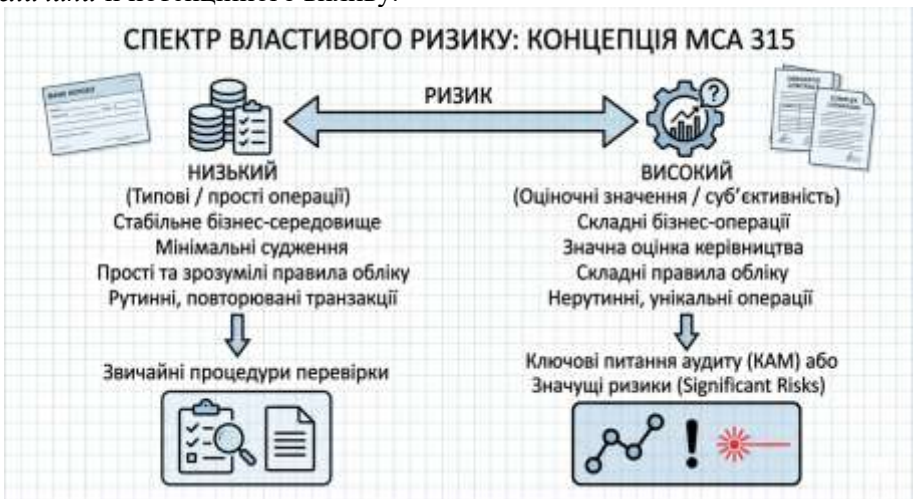 потенційного впливу.
СПЕКТР ВЛАСТИВОГО РИЗИКУ: КОНЦЕПЦІЯ МСА 315
РИЗИК
НИЗЬКИЙ
(Типові / прості операції)
Стабільне бізнес-середовище
Мінімальні судження
Прості та зрозумілі правила обліку
Рутинні, повторювані транзакції
Звичайні процедури перевірки
?
ВИСОКИЙ
(Оціночні значення / суб’єктивність)
Складні бізнес-операції
Значна оцінка керівництва
Складні правила обліку
Нерутинні, унікальні операції
Ключові питання аудиту (КАМ) або
Значущі ризики (Significant Risks)
!